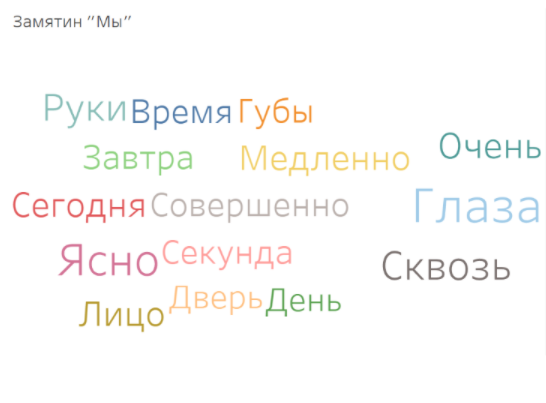 Замятин "Мы"
Руки Время Губы
Очень
Завтра Медленно
Сегодня Совершенно Глаза
Ясно Секунда Сквозь
Лицо Дверь День